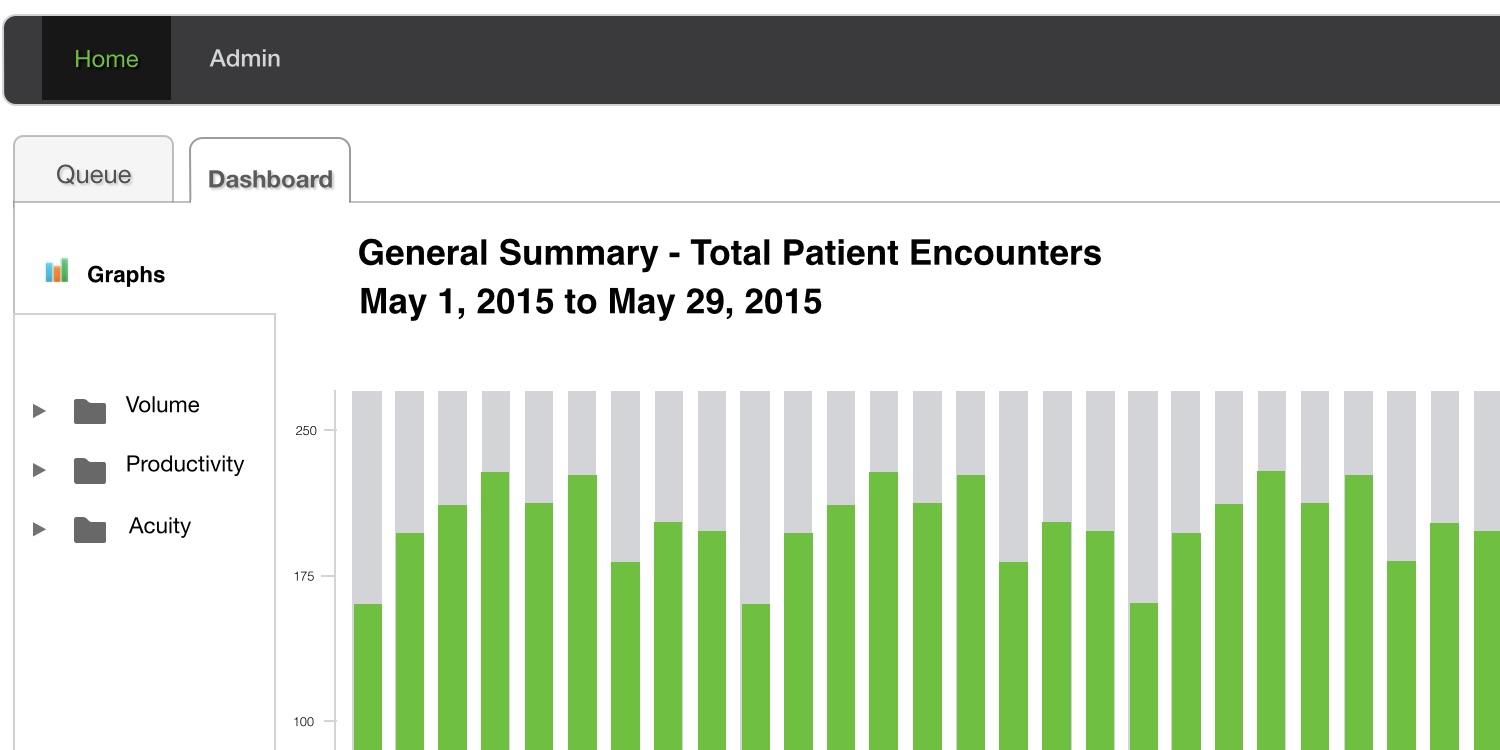 Home
Admin
Queue
Dashboard
Graphs
General Summary - Total Patient Encounters
May 1, 2015 to May 29, 2015
Volume
Productivity
Acuity
250
175
100